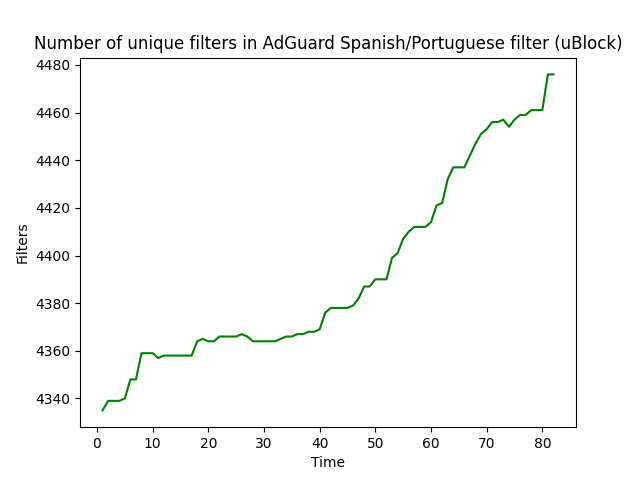 Number of unique filters in AdGuard Spanish/Portuguese filter (uBlock)
4480
4460
4440
4420
4400
4380
4360
4340
Filters
0 10 20 30 40 50 60 70 80
Time